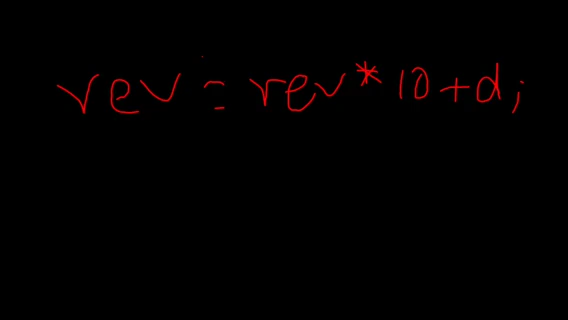 rev = rev*10+d;